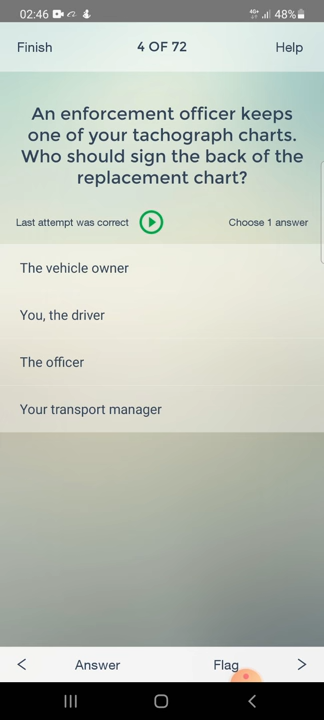 02:46
4G+
48%
Finish
4 OF 72
Help
An enforcement officer keeps
one of your tachograph charts.
Who should sign the back of the
replacement chart?
Last attempt was correct
Choose 1 answer
The vehicle owner
You, the driver
The officer
Your transport manager
<
Answer
Flag
>